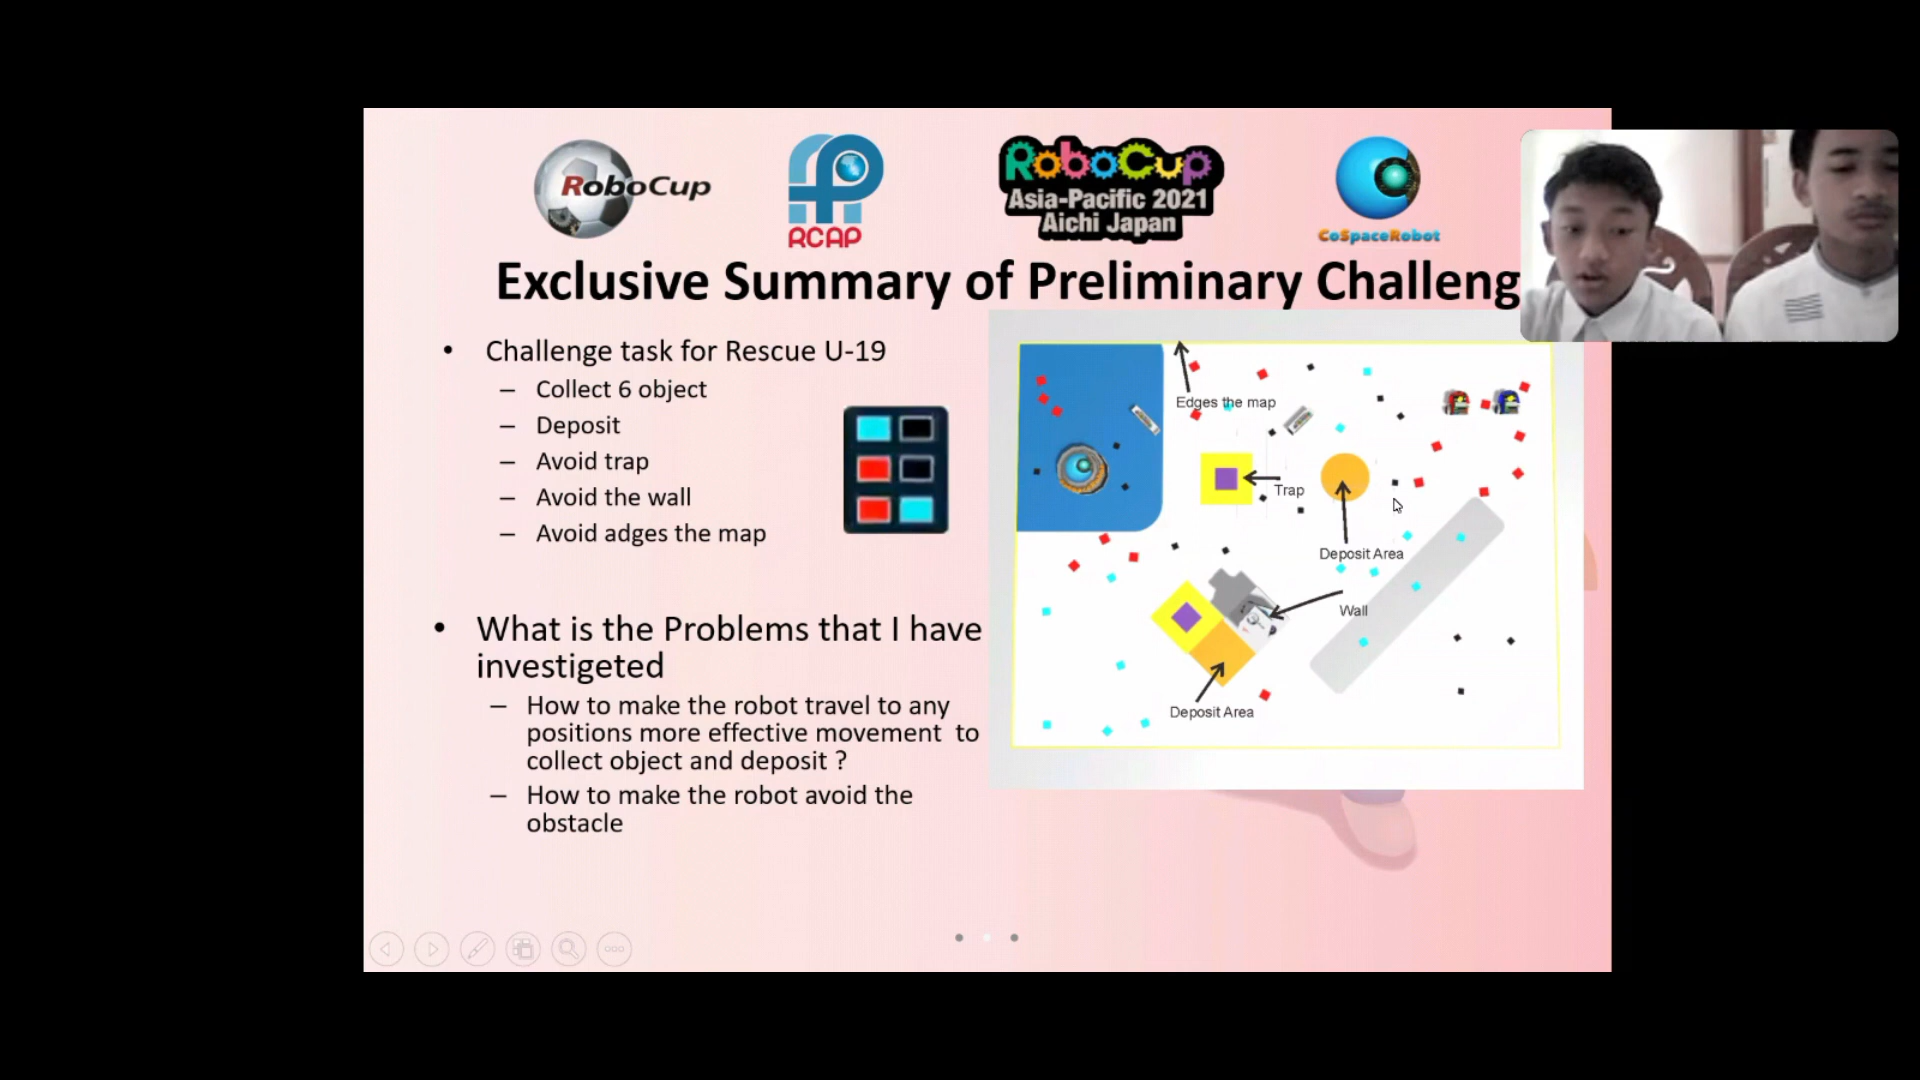 RoboCup
RCAP
RoboCup
Asia-Pacific 2021
Aichi Japan
CoSpaceRobot
Exclusive Summary of Preliminary Challeng
• Challenge task for Rescue U-19
– Collect 6 object
– Deposit
– Avoid trap
– Avoid the wall
– Avoid adges the map
• What is the Problems that I have
investigeted
– How to make the robot travel to any
positions more effective movement to
collect object and deposit ?
– How to make the robot avoid the
obstacle
Edges the map
Trap
Deposit Area
Wall
Deposit Area